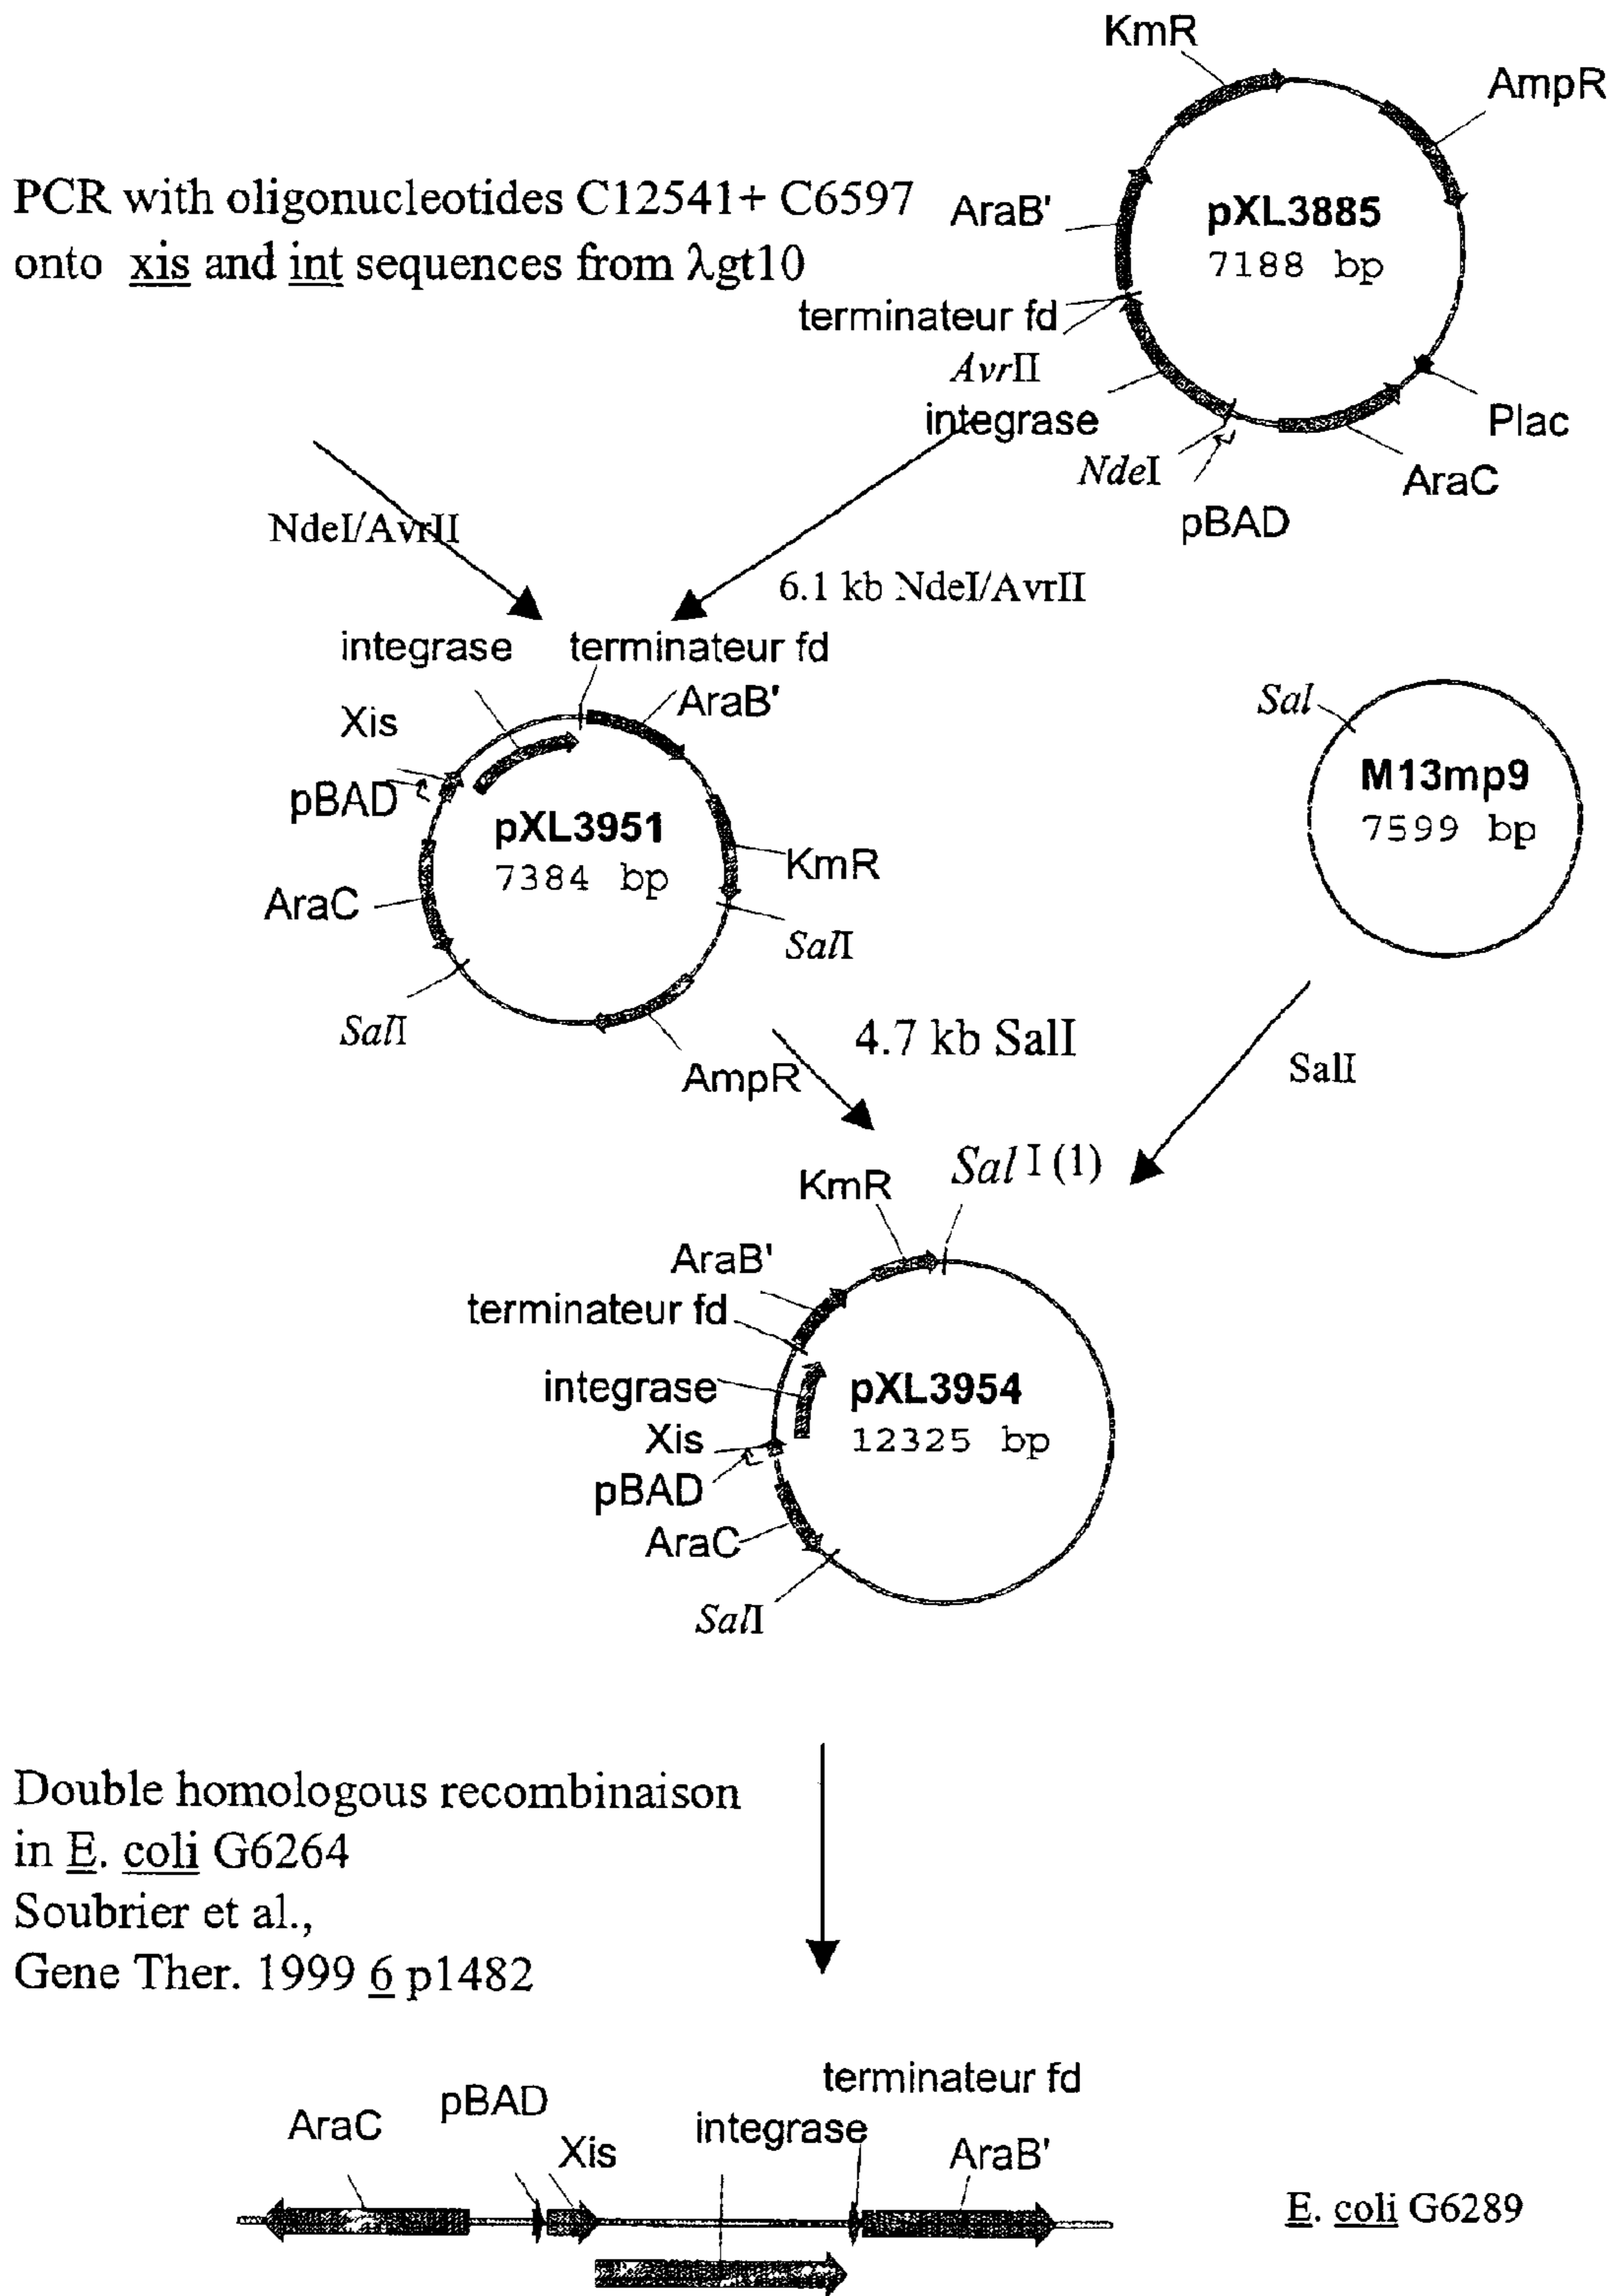 KmR
AmpR
PCR with oligonucleotides C12541+ C6597
onto xis and int sequences from λgt10
AraB'
pXL3885
7188 bp
terminateur fd
AvrII
integrase
NdeI
pBAD
AraC
Plac
NdeI/AvrII
6.1 kb NdeI/AvrII
integrase
terminateur fd
Xis
AraB'
pBAD
pXL3951
7384 bp
KmR
AraC
SalI
SalI
AmpR
Sal
M13mp9
7599 bp
4.7 kb SalI
SalI
KmR
Sal I (1)
AraB'
terminateur fd
integrase
pXL3954
12325 bp
Xis
pBAD
AraC
SalI
Double homologous recombinaison
in E. coli G6264
Soubrier et al.,
Gene Ther. 1999 6 p1482
terminateur fd
pBAD
AraC
integrase
Xis
AraB'
E. coli G6289